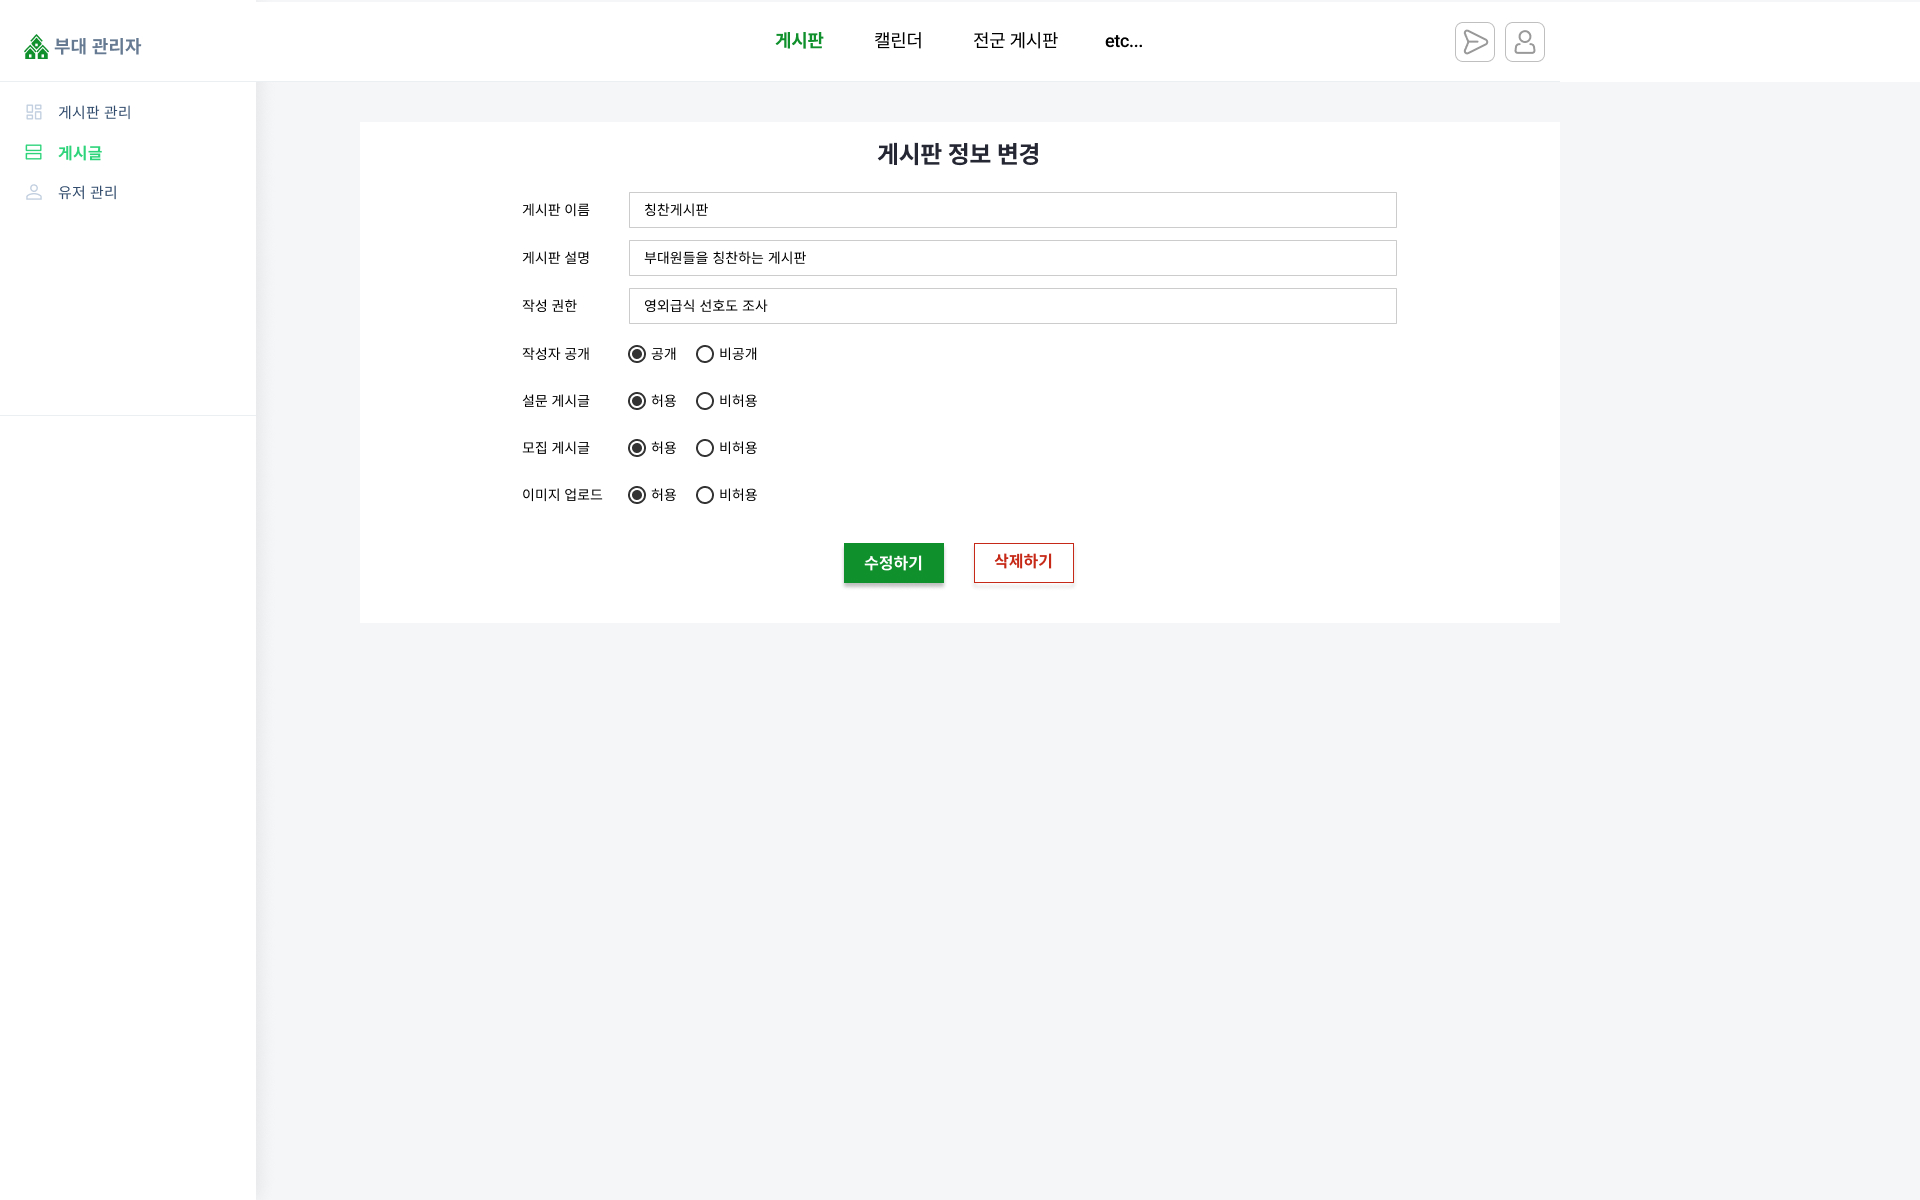 부대 관리자
게시판 캘린더 전군 게시판 etc...
게시판 관리
게시글
유저 관리
게시판 정보 변경
게시판 이름 칭찬게시판
게시판 설명 부대원들을 칭찬하는 게시판
작성 권한 영외급식 선호도 조사
작성자 공개 공개 비공개
설문 게시글 허용 비허용
모집 게시글 허용 비허용
이미지 업로드 허용 비허용
수정하기 삭제하기